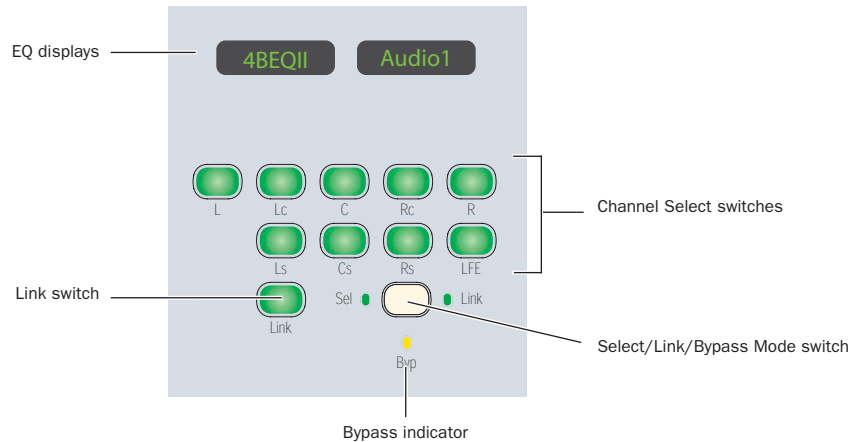 EQ displays
4BEQII
Audio1
L
Lc
C
Rc
R
Channel Select switches
Ls
Cs
Rs
LFE
Link switch
Link
Sel
Link
Select/Link/Bypass Mode switch
Byp
Bypass indicator